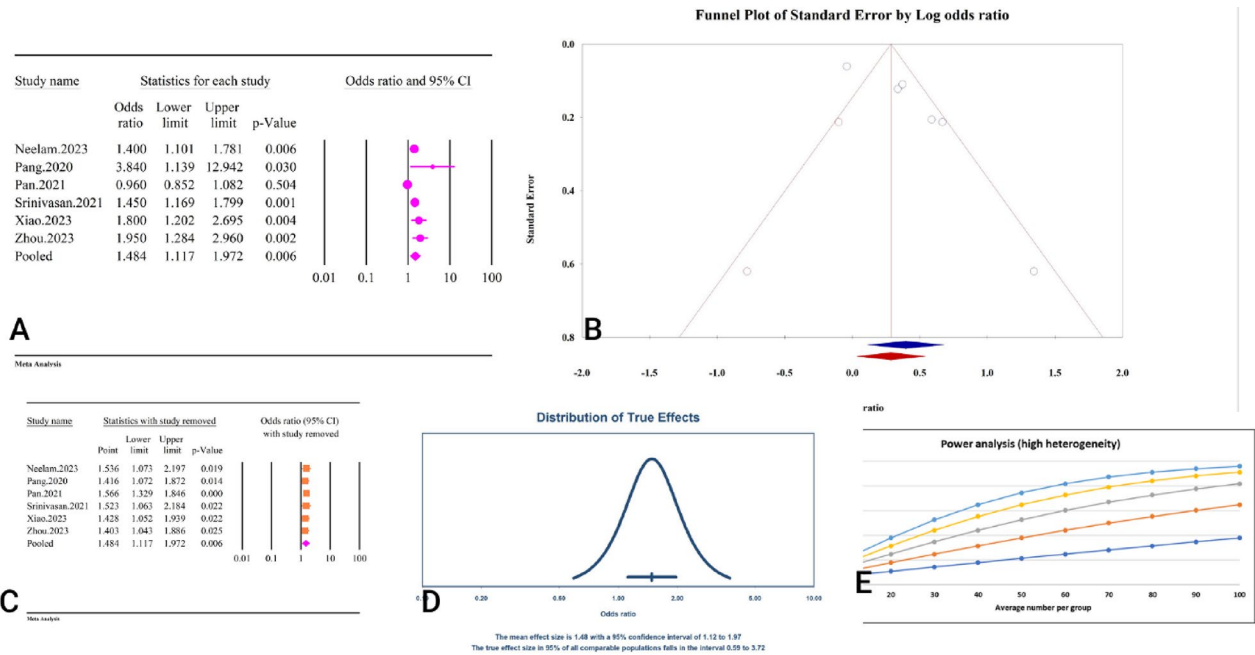 Study name Statistics for each study Odds ratio and 95% CI
Odds ratio Lower limit Upper limit p-Value
Neelam.2023 1.400 1.101 1.781 0.006
Pang.2020 3.840 1.139 12.942 0.030
Pan.2021 0.960 0.852 1.082 0.504
Srinivasan.2021 1.450 1.169 1.799 0.001
Xiao.2023 1.800 1.202 2.695 0.004
Zhou.2023 1.950 1.284 2.960 0.002
Pooled 1.484 1.117 1.972 0.006
0.01 0.1 1 10 100
A
Meta Analysis
Funnel Plot of Standard Error by Log odds ratio
Standard Error
0.0
0.2
0.4
0.6
0.8
-2.0 -1.5 -1.0 -0.5 0.0 0.5 1.0 1.5 2.0
B
Study name Statistics with study removed Odds ratio (95% CI) with study removed
Point Lower limit Upper limit p-Value
Neelam.2023 1.536 1.073 2.197 0.019
Pang.2020 1.416 1.072 1.872 0.014
Pan.2021 1.566 1.329 1.846 0.000
Srinivasan.2021 1.523 1.063 2.184 0.022
Xiao.2023 1.428 1.052 1.939 0.022
Zhou.2023 1.403 1.043 1.886 0.025
Pooled 1.484 1.117 1.972 0.006
0.01 0.1 1 10 100
C
Meta Analysis
Distribution of True Effects
0.20 0.50 1.00 2.00 5.00 10.00
D
Odds ratio
The mean effect size is 1.48 with a 95% confidence interval of 1.12 to 1.97
The true effect size in 95% of all comparable populations falls in the interval 0.59 to 3.72
ratio
Power analysis (high heterogeneity)
20 30 40 50 60 70 80 90 100
E
Average number per group